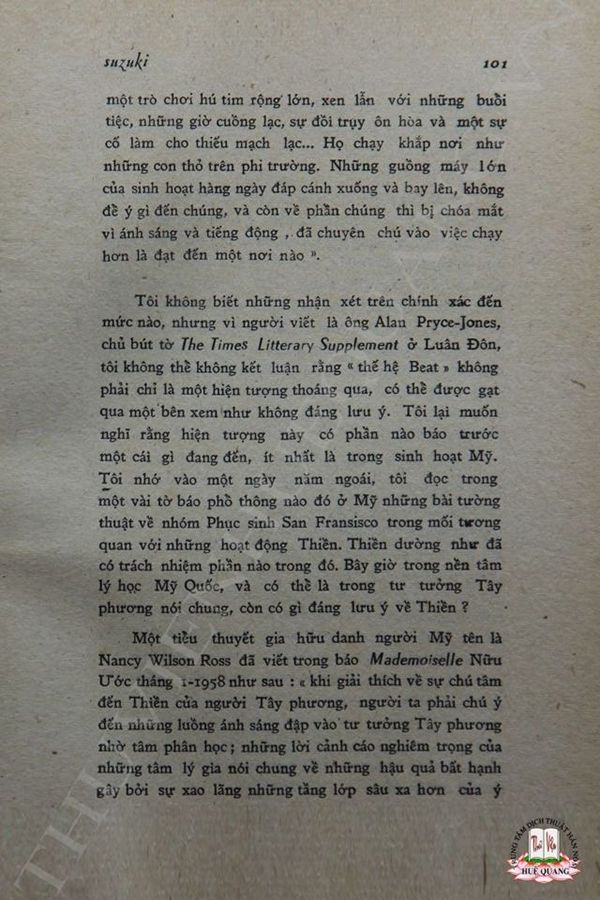 suzuki 101
một trò chơi hú tim rộng lớn, xen lẫn với những buổi
tiệc, những giờ cuồng lạc, sự đồi trụy ôn hòa và một sự
cố làm cho thiếu mạch lạc... Họ chạy khắp nơi như
những con thỏ trên phi trường. Những guồng máy lớn
của sinh hoạt hàng ngày đáp cánh xuống và bay lên, không
để ý gì đến chúng, và còn về phần chúng thì bị chóa mắt
vì ánh sáng và tiếng động , đã chuyên chú vào việc chạy
hơn là đạt đến một nơi nào ».
Tôi không biết những nhận xét trên chính xác đến
mức nào, nhưng vì người viết là ông Alan Pryce-Jones,
chủ bút tờ The Times Litterary Supplement ở Luân Đôn,
tôi không thể không kết luận rằng « thế hệ Beat » không
phải chỉ là một hiện tượng thoáng qua, có thể được gạt
qua một bên xem như không đáng lưu ý. Tôi lại muốn
nghĩ rằng hiện tượng này có phần nào báo trước
một cái gì đang đến, ít nhất là trong sinh hoạt Mỹ.
Tôi nhớ vào một ngày năm ngoái, tôi đọc trong
một vài tờ báo phổ thông nào đó ở Mỹ những bài tường
thuật về nhóm Phục sinh San Fransisco trong mối tương
quan với những hoạt động Thiền. Thiền dường như đã
có trách nhiệm phần nào trong đó. Bây giờ trong nền tâm
lý học Mỹ Quốc, và có thể là trong tư tưởng Tây
phương nói chung, còn có gì đáng lưu ý về Thiền ?
Một tiểu thuyết gia hữu danh người Mỹ tên là
Nancy Wilson Ross đã viết trong báo Mademoiselle Nữu
Ước tháng 1-1958 như sau : « khi giải thích về sự chú tâm
đến Thiền của người Tây phương, người ta phải chú ý
đến những luồng ánh sáng đập vào tư tưởng Tây phương
nhờ tâm phân học ; những lời cảnh cáo nghiêm trọng của
những tâm lý gia nói chung về những hậu quả bất hạnh
gây bởi sự xao lãng những tầng lớp sâu xa hơn của ý
TRUNG TÂM DỊCH THUẬT HÁN NÔM
HUỆ QUANG